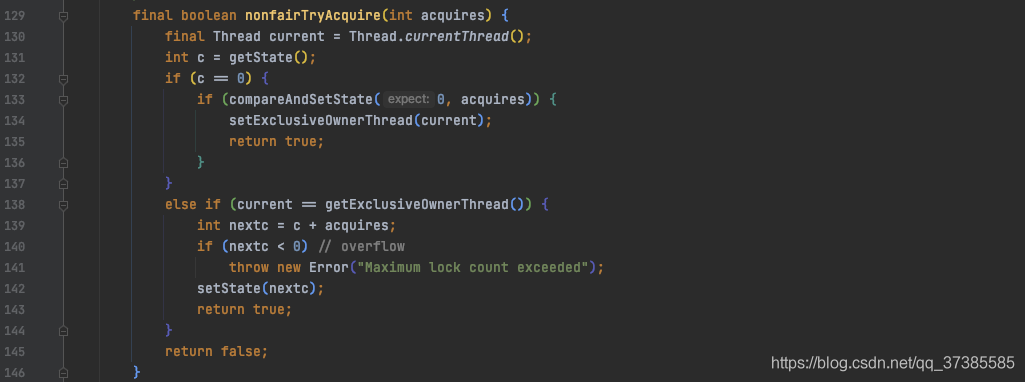 129 final boolean nonfairTryAcquire(int acquires) {
130 final Thread current = Thread.currentThread();
131 int c = getState();
132 if (c == 0) {
133 if (compareAndSetState( expect: 0, acquires)) {
134 setExclusiveOwnerThread(current);
135 return true;
136 }
137 }
138 else if (current == getExclusiveOwnerThread()) {
139 int nextc = c + acquires;
140 if (nextc < 0) // overflow
141 throw new Error("Maximum lock count exceeded");
142 setState(nextc);
143 return true;
144 }
145 return false;
146 }
https://blog.csdn.net/qq_37385585